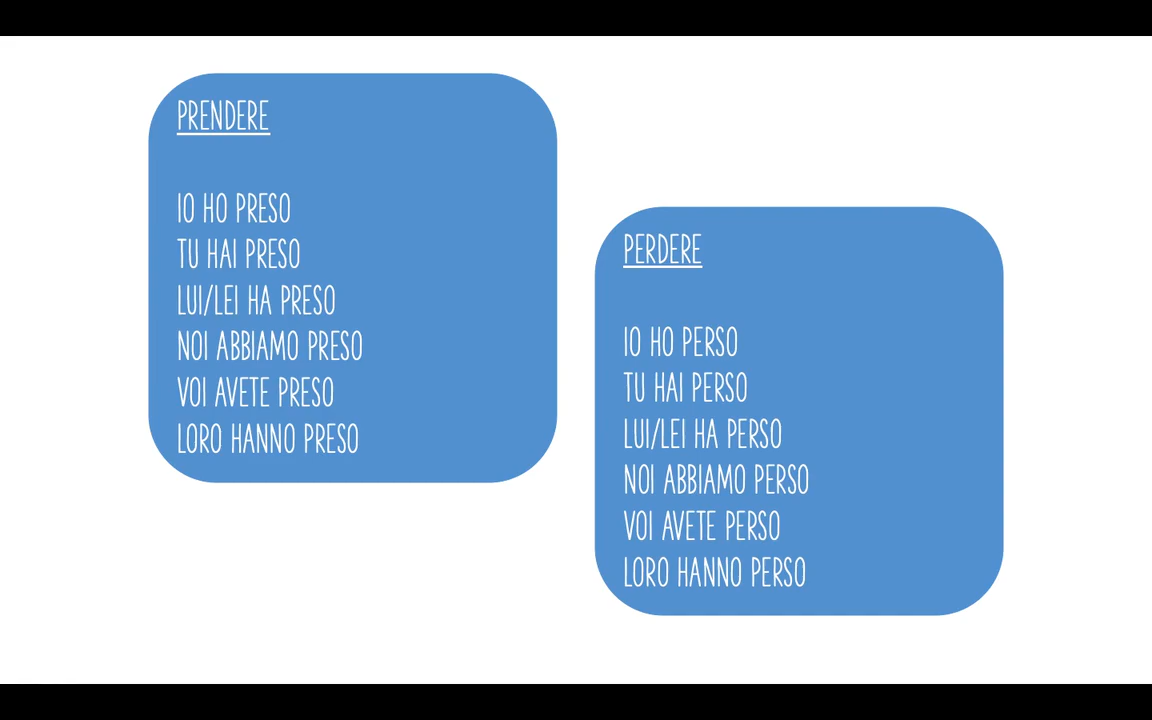 PRENDERE
IO HO PRESO
TU HAI PRESO
LUI/LEI HA PRESO
NOI ABBIAMO PRESO
VOI AVETE PRESO
LORO HANNO PRESO
PERDERE
IO HO PERSO
TU HAI PERSO
LUI/LEI HA PERSO
NOI ABBIAMO PERSO
VOI AVETE PERSO
LORO HANNO PERSO